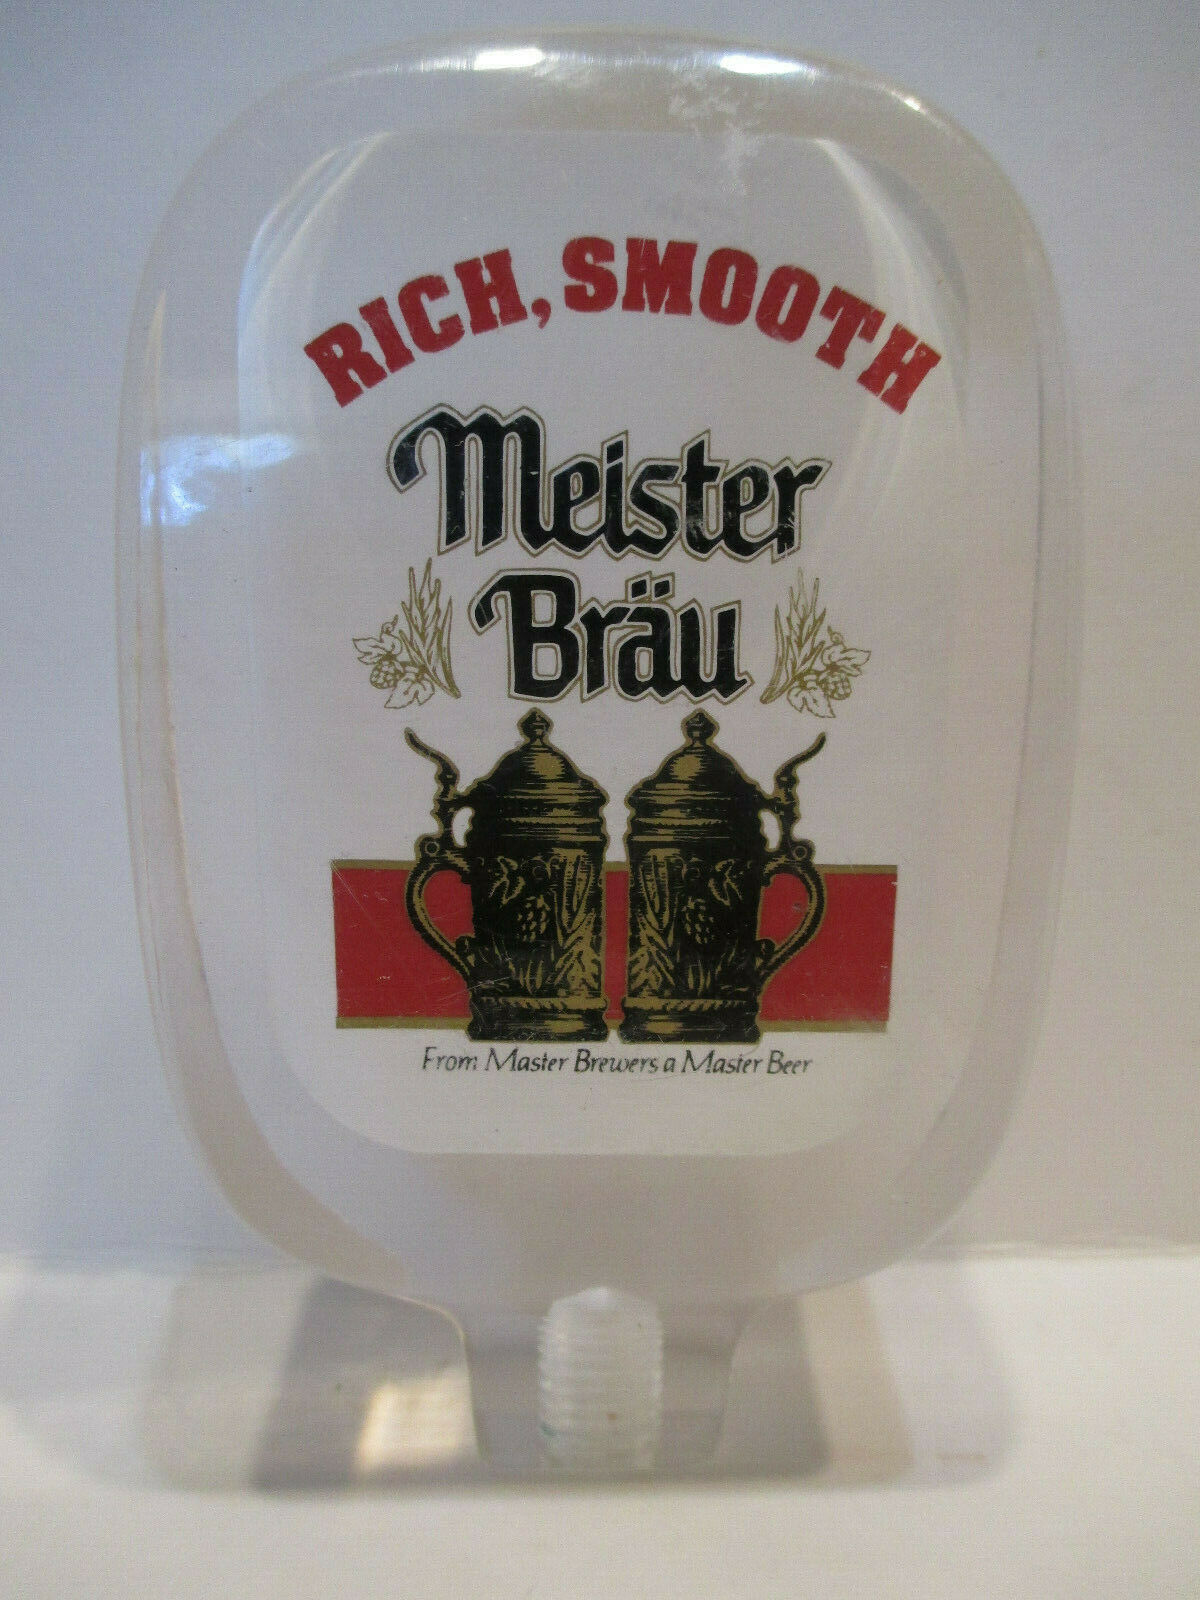 RICH, SMOOTH
Meister
Bräu
From Master Brewers a Master Beer